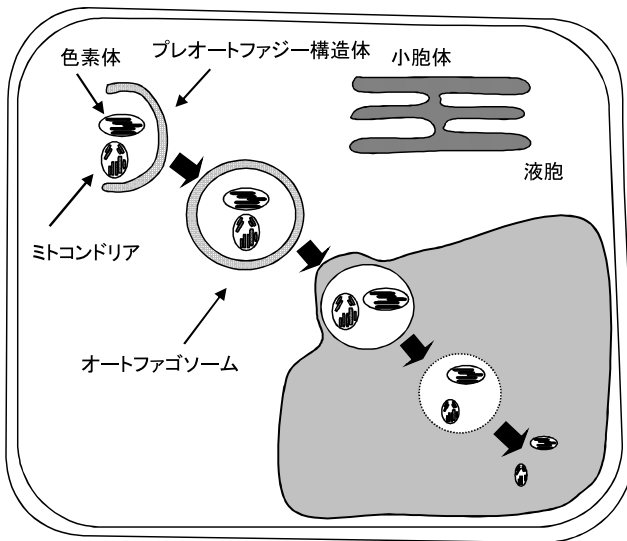 色素体
プレオートファジー構造体
小胞体
液胞
ミトコンドリア
オートファゴソーム